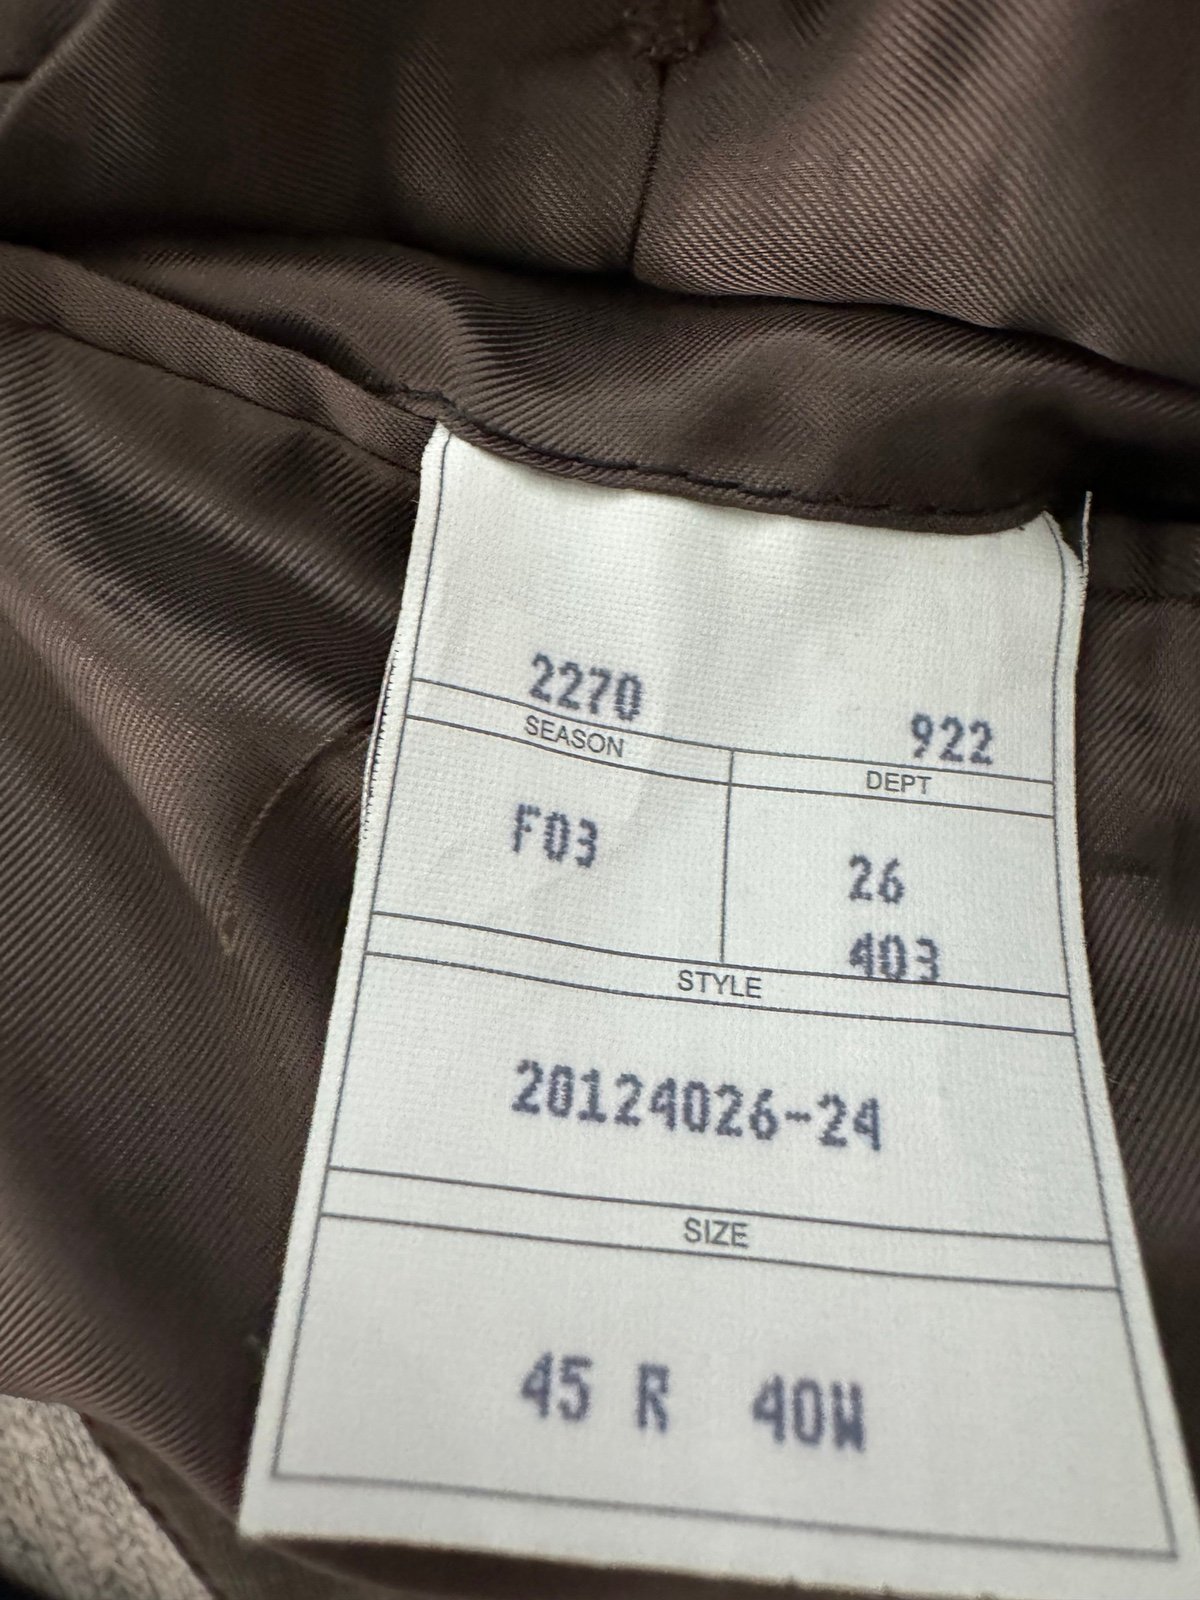 2270 922
SEASON DEPT
F03 26
403
STYLE
20124026-24
SIZE
45 R 40W